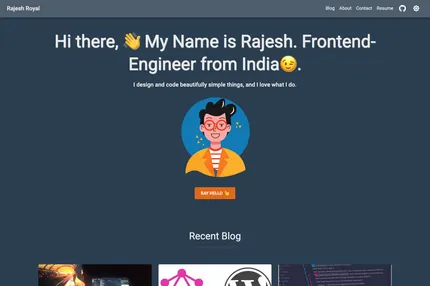 Rajesh Royal
Blog About Contact Resume
Hi there, 👋 My Name is Rajesh. Frontend-
Engineer from India😉.
I design and code beautifully simple things, and I love what I do.
SAY HELLO 👋
Recent Blog